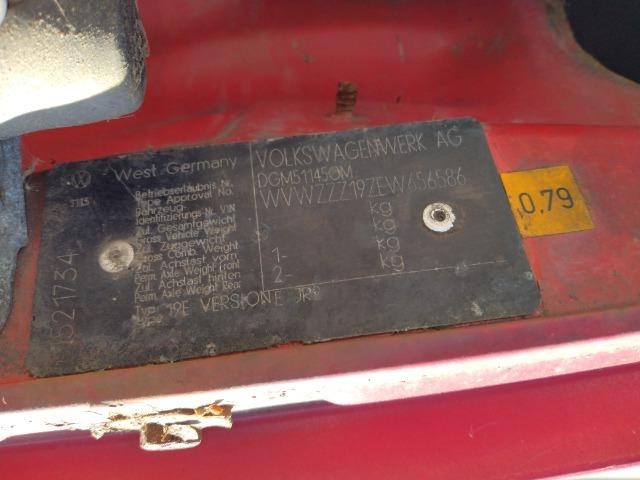 West Germany
VOLKSWAGENWERK AG
Betriebserlaubnis Nr.
Type Approval No.
DGM511450M
Fahrzeug-
Identifizierungs Nr. VIN
WVWZZZ19ZEW656586
Zul. Gesamtgewicht
Gross Vehicle Weight
kg
Zul. Zuggewicht
Gross Comb. Weight
kg
Zul. Achslast vorn
Perm. Axle Weight Front
1- kg
Zul. Achslast hinten
Perm. Axle Weight Rear
2- kg
Typ
Type
19E VERSIONE
521734
0.79